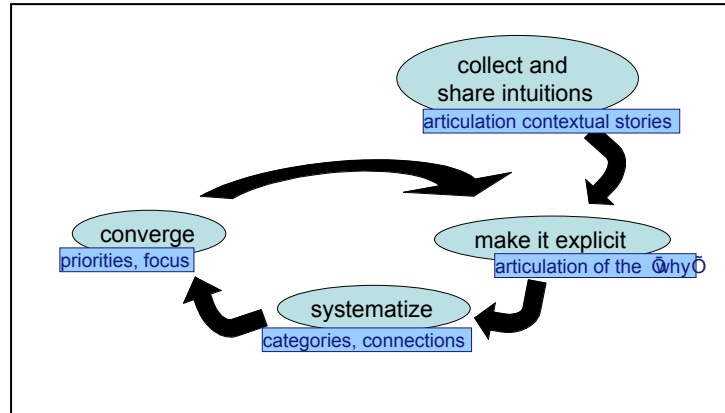 collect and
share intuitions
articulation contextual stories
make it explicit
articulation of the ÔwhyÕ
systematize
categories, connections
converge
priorities, focus